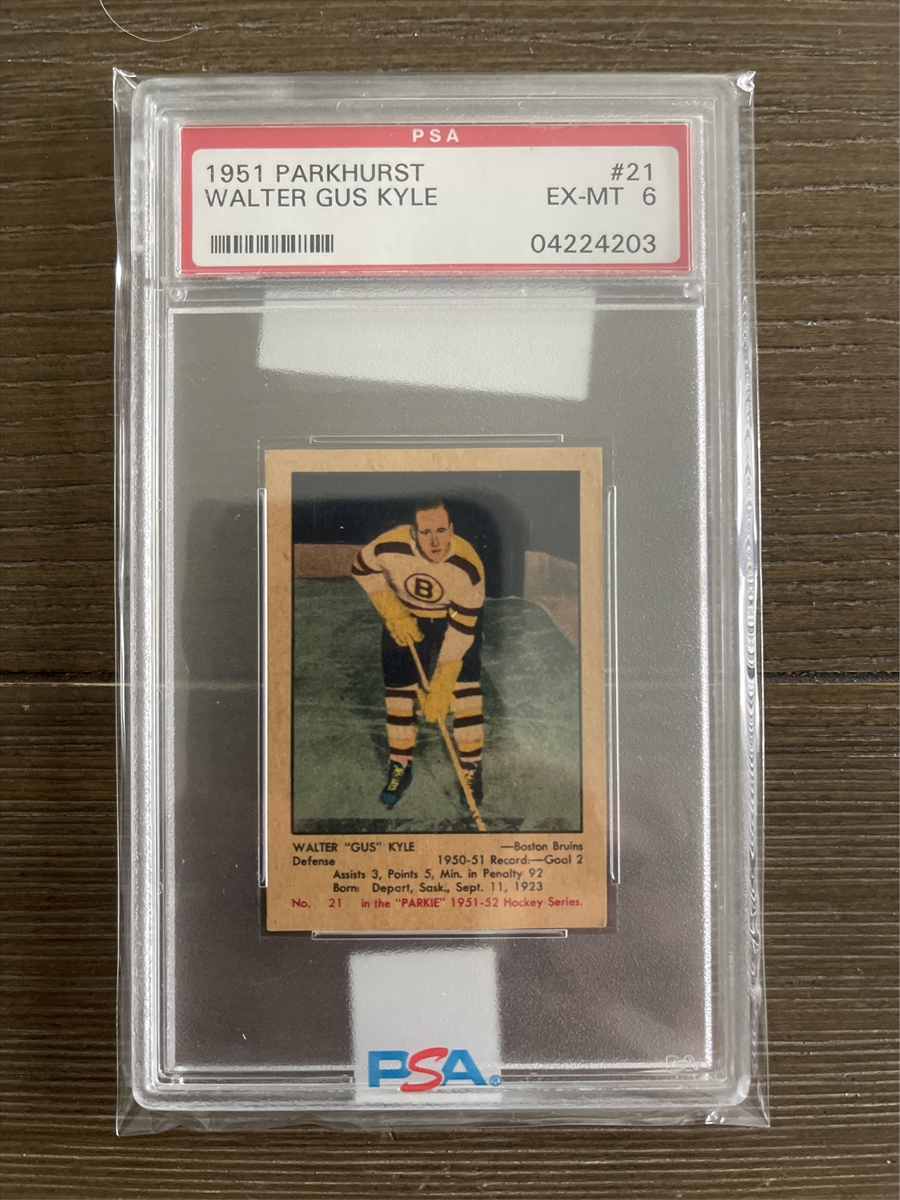 PSA
1951 PARKHURST #21
WALTER GUS KYLE EX-MT 6
04224203
B
WALTER "GUS" KYLE —Boston Bruins
Defense 1950-51 Record:—Goal 2
Assists 3, Points 5, Min. in Penalty 92
Born: Depart, Sask., Sept. 11, 1923
No. 21 in the "PARKIE" 1951-52 Hockey Series.
PSA®